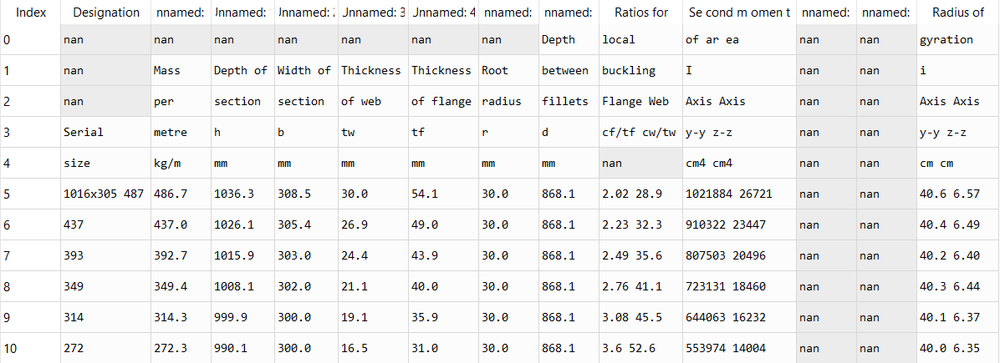 Index Designation nnamed: Jnnamed: Jnnamed: 2 Jnnamed: 3 Jnnamed: 4 nnamed: nnamed: Ratios for Se cond m omen t nnamed: nnamed: Radius of
0 nan nan nan nan nan nan nan Depth local of ar ea nan nan gyration
1 nan Mass Depth of Width of Thickness Thickness Root between buckling I nan nan i
2 nan per section section of web of flange radius fillets Flange Web Axis Axis nan nan Axis Axis
3 Serial metre h b tw tf r d cf/tf cw/tw y-y z-z nan nan y-y z-z
4 size kg/m mm mm mm mm mm mm nan cm4 cm4 nan nan cm cm
5 1016x305 487 486.7 1036.3 308.5 30.0 54.1 30.0 868.1 2.02 28.9 1021884 26721 nan nan 40.6 6.57
6 437 437.0 1026.1 305.4 26.9 49.0 30.0 868.1 2.23 32.3 910322 23447 nan nan 40.4 6.49
7 393 392.7 1015.9 303.0 24.4 43.9 30.0 868.1 2.49 35.6 807503 20496 nan nan 40.2 6.40
8 349 349.4 1008.1 302.0 21.1 40.0 30.0 868.1 2.76 41.1 723131 18460 nan nan 40.3 6.44
9 314 314.3 999.9 300.0 19.1 35.9 30.0 868.1 3.08 45.5 644063 16232 nan nan 40.1 6.37
10 272 272.3 990.1 300.0 16.5 31.0 30.0 868.1 3.6 52.6 553974 14004 nan nan 40.0 6.35